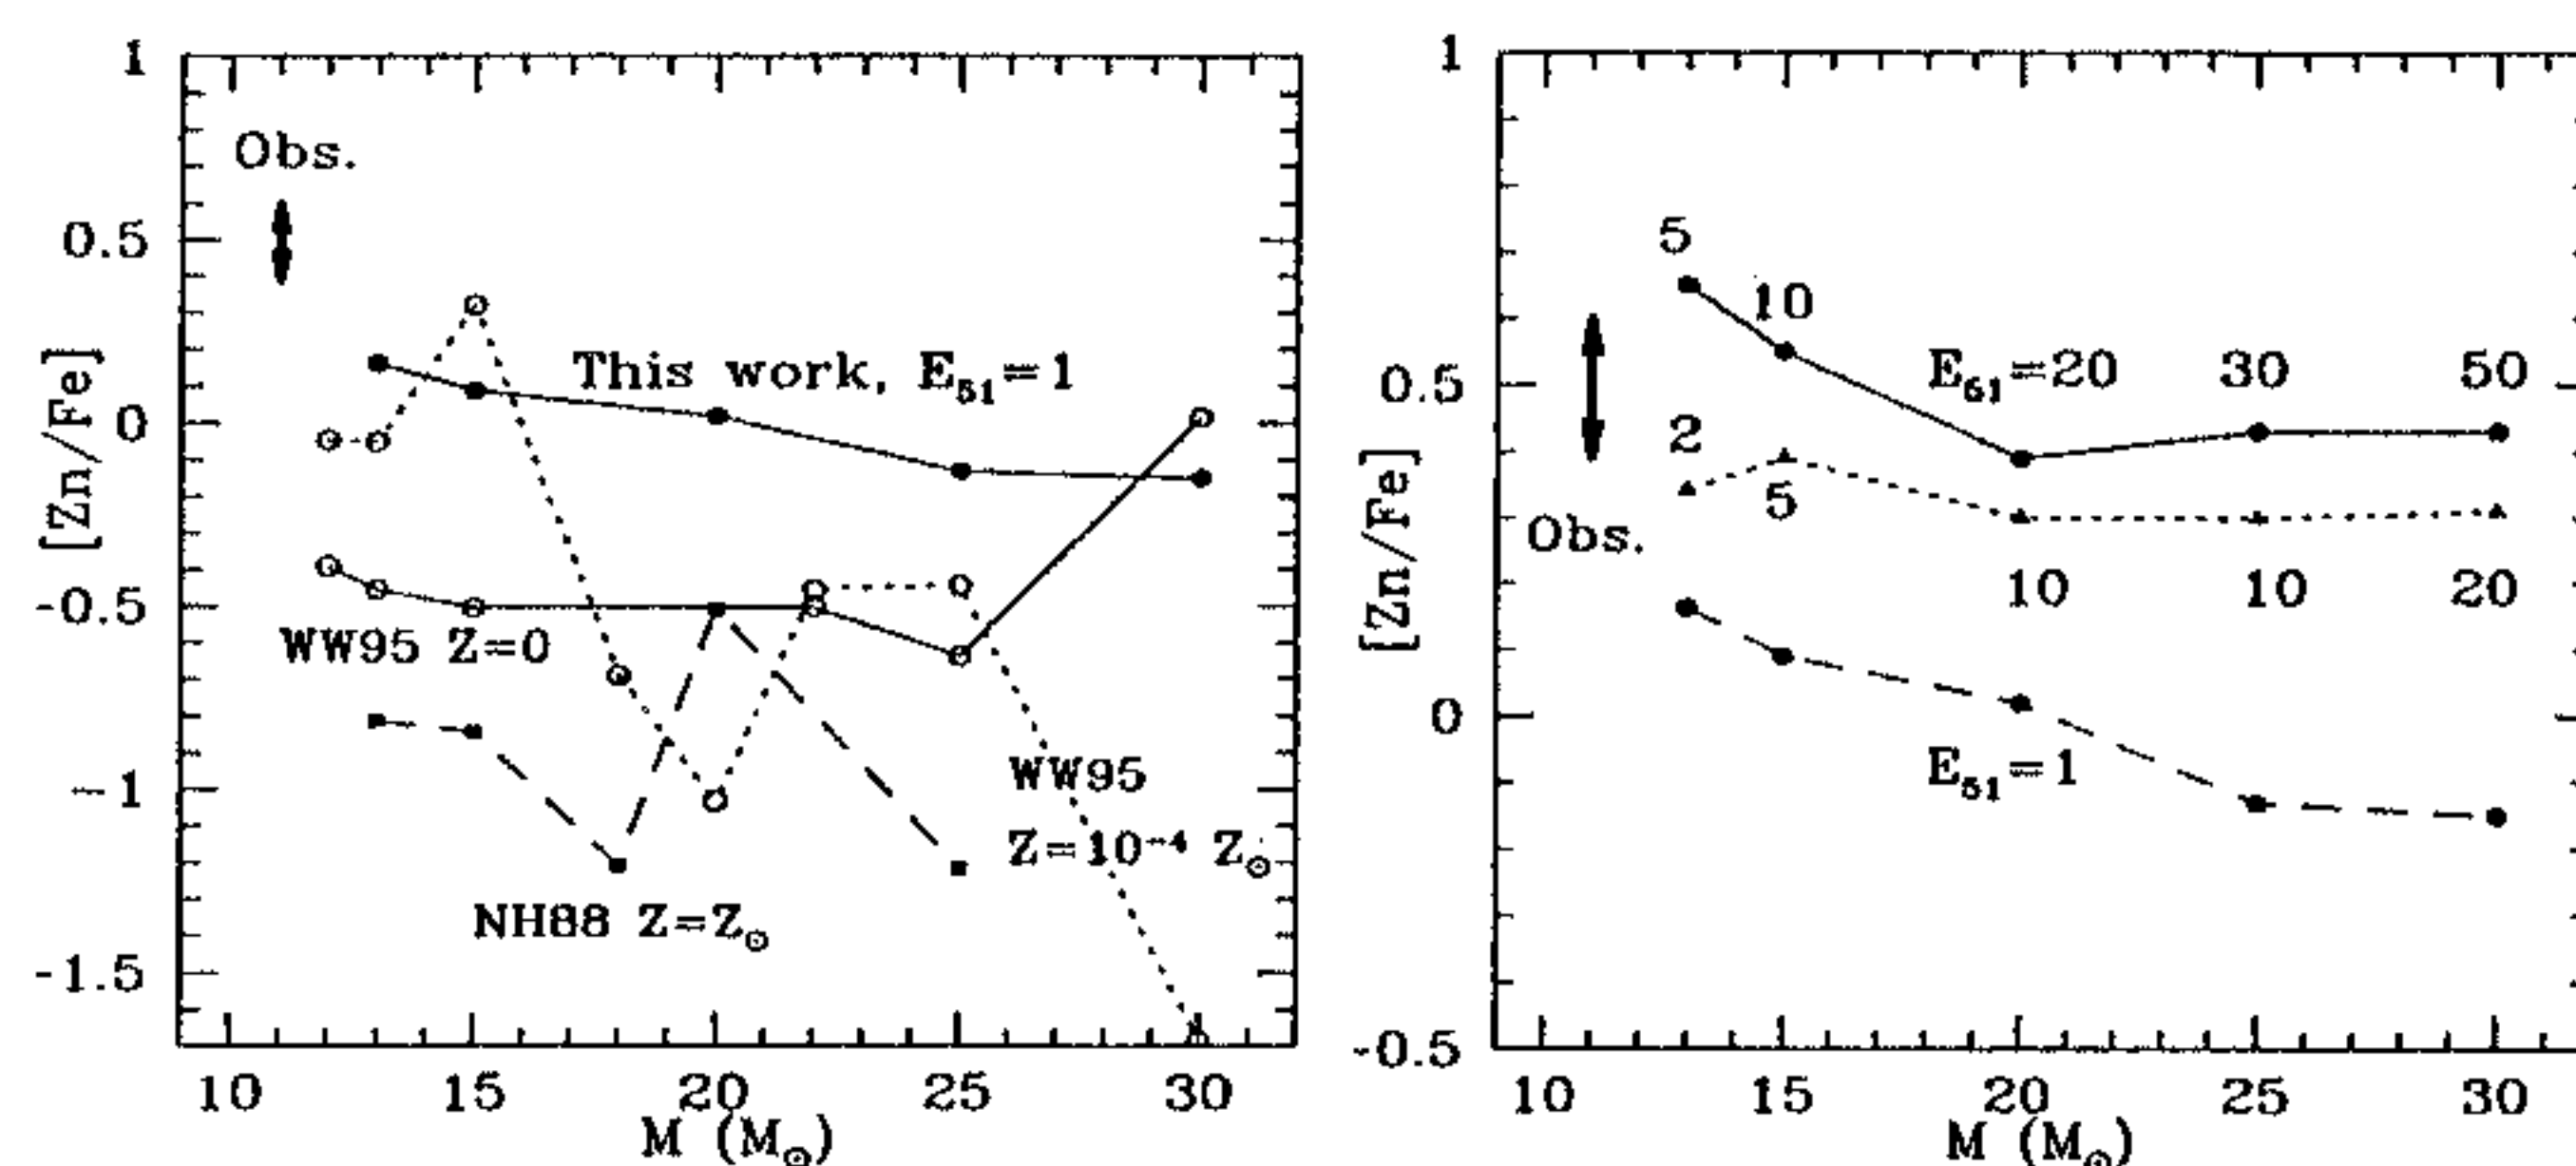 1
Obs.
0.5
This work, E₅₁=1
0
[Zn/Fe]
-0.5
WW95 Z=0
-1
WW95
Z=10⁻⁴ Z☉
NH88 Z=Z☉
-1.5
10 15 20 25 30
M (M☉)
1
5
10
0.5
E₅₁=20 30 50
2
5
[Zn/Fe]
Obs.
10 10 20
0
E₅₁=1
-0.5
10 15 20 25 30
M (M☉)